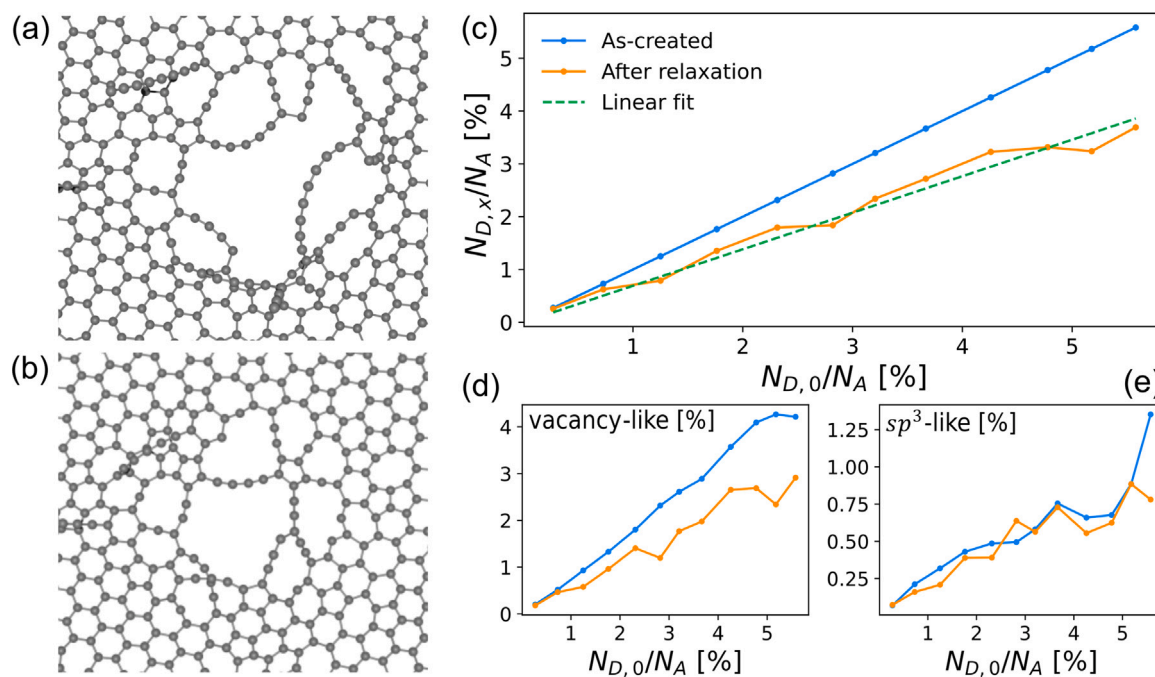 (a)
(b)
(c)
As-created
After relaxation
Linear fit
N_{D,x}/N_A [%]
5
4
3
2
1
0
1 2 3 4 5
N_{D,0}/N_A [%]
(d)
vacancy-like [%]
4
3
2
1
0
1 2 3 4 5
N_{D,0}/N_A [%]
(e)
sp³-like [%]
1.25
1.00
0.75
0.50
0.25
1 2 3 4 5
N_{D,0}/N_A [%]